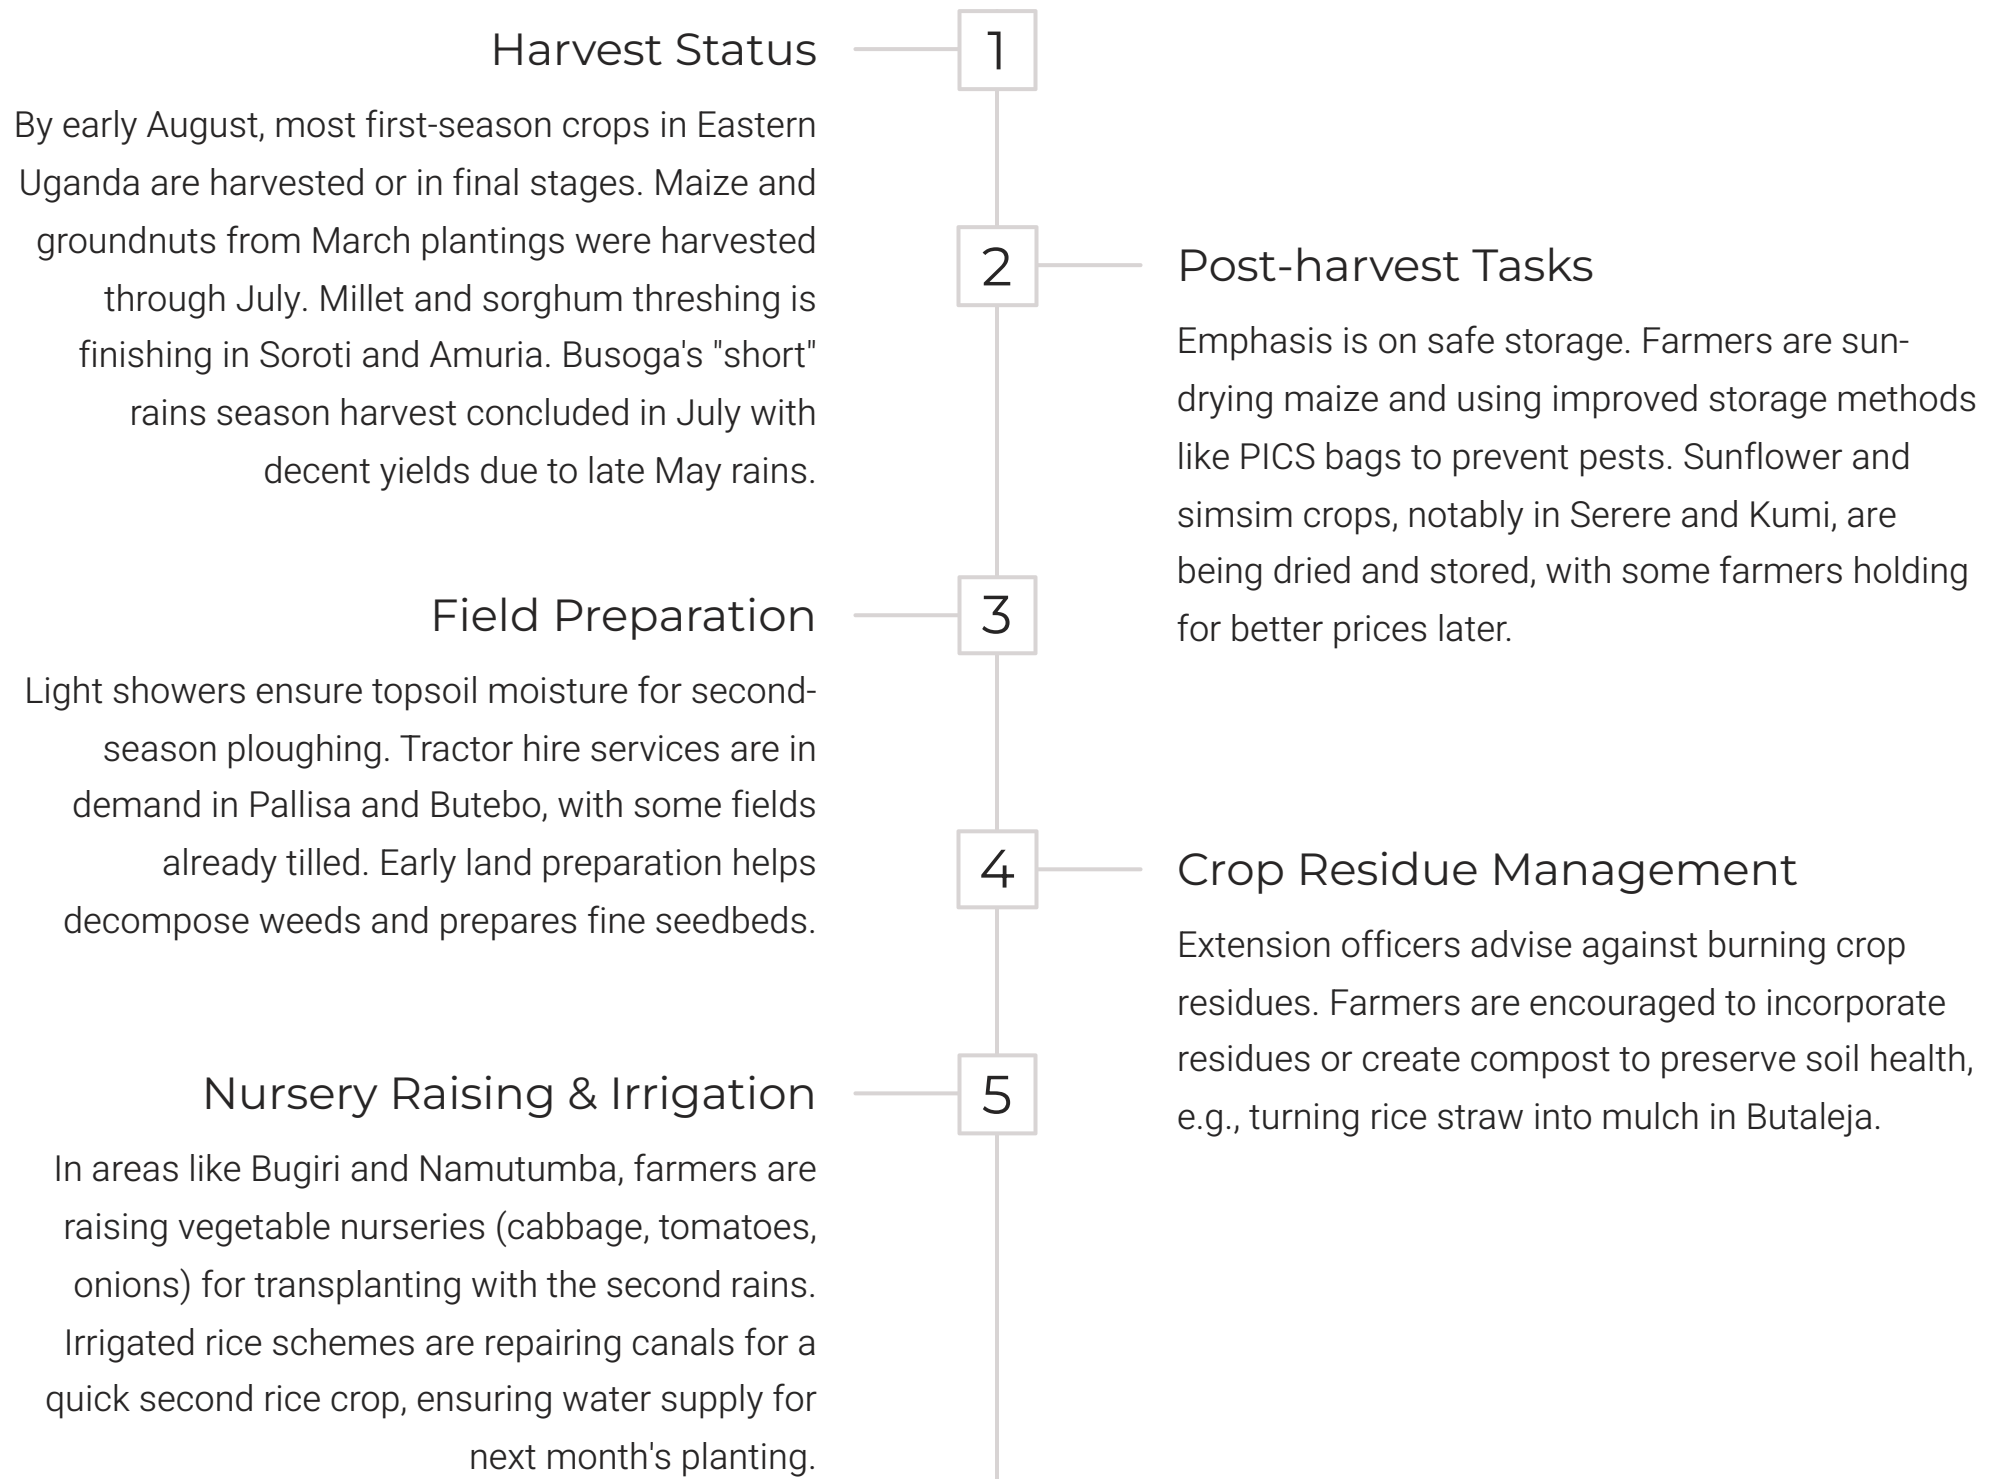 Harvest Status
1
By early August, most first-season crops in Eastern
Uganda are harvested or in final stages. Maize and
groundnuts from March plantings were harvested
through July. Millet and sorghum threshing is
finishing in Soroti and Amuria. Busoga's "short"
rains season harvest concluded in July with
decent yields due to late May rains.
2
Post-harvest Tasks
Emphasis is on safe storage. Farmers are sun-
drying maize and using improved storage methods
like PICS bags to prevent pests. Sunflower and
simsim crops, notably in Serere and Kumi, are
being dried and stored, with some farmers holding
for better prices later.
Field Preparation
3
Light showers ensure topsoil moisture for second-
season ploughing. Tractor hire services are in
demand in Pallisa and Butebo, with some fields
already tilled. Early land preparation helps
decompose weeds and prepares fine seedbeds.
4
Crop Residue Management
Extension officers advise against burning crop
residues. Farmers are encouraged to incorporate
residues or create compost to preserve soil health,
e.g., turning rice straw into mulch in Butaleja.
Nursery Raising & Irrigation
5
In areas like Bugiri and Namutumba, farmers are
raising vegetable nurseries (cabbage, tomatoes,
onions) for transplanting with the second rains.
Irrigated rice schemes are repairing canals for a
quick second rice crop, ensuring water supply for
next month's planting.